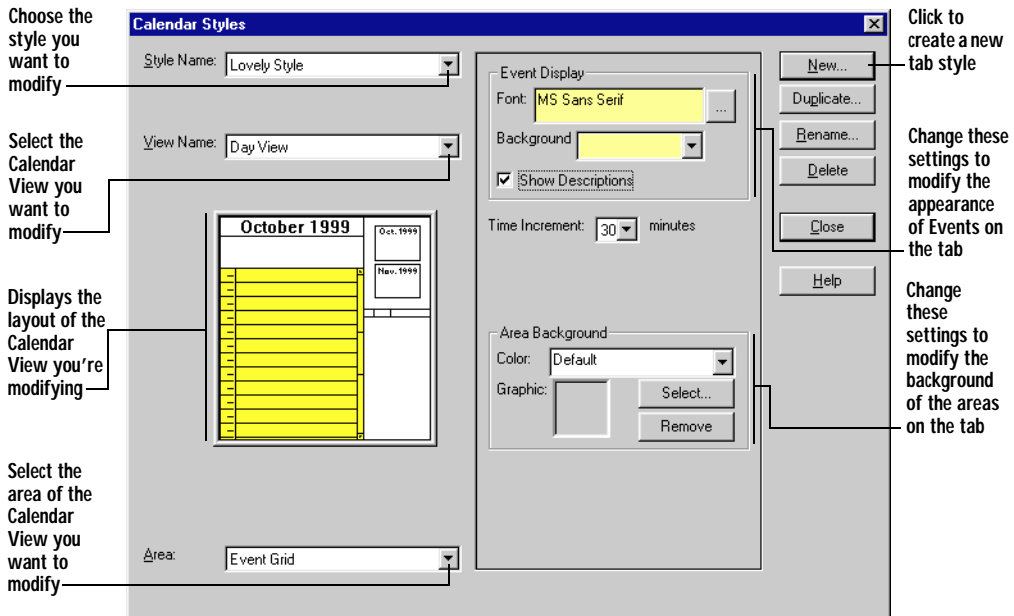 Choose the
style you
want to
modify
Select the
Calendar
View you
want to
modify
Displays the
layout of the
Calendar
View you're
modifying
Select the
area of the
Calendar
View you
want to
modify
Calendar Styles
Style Name: Lovely Style
View Name: Day View
October 1999
Oct. 1999
Nov. 1999
Area: Event Grid
Event Display
Font: MS Sans Serif
...
Background
Show Descriptions
Time Increment: 30 minutes
Area Background
Color: Default
Graphic:
Select...
Remove
New...
Duplicate...
Rename...
Delete
Close
Help
Click to
create a new
tab style
Change these
settings to
modify the
appearance
of Events on
the tab
Change
these
settings to
modify the
background
of the areas
on the tab